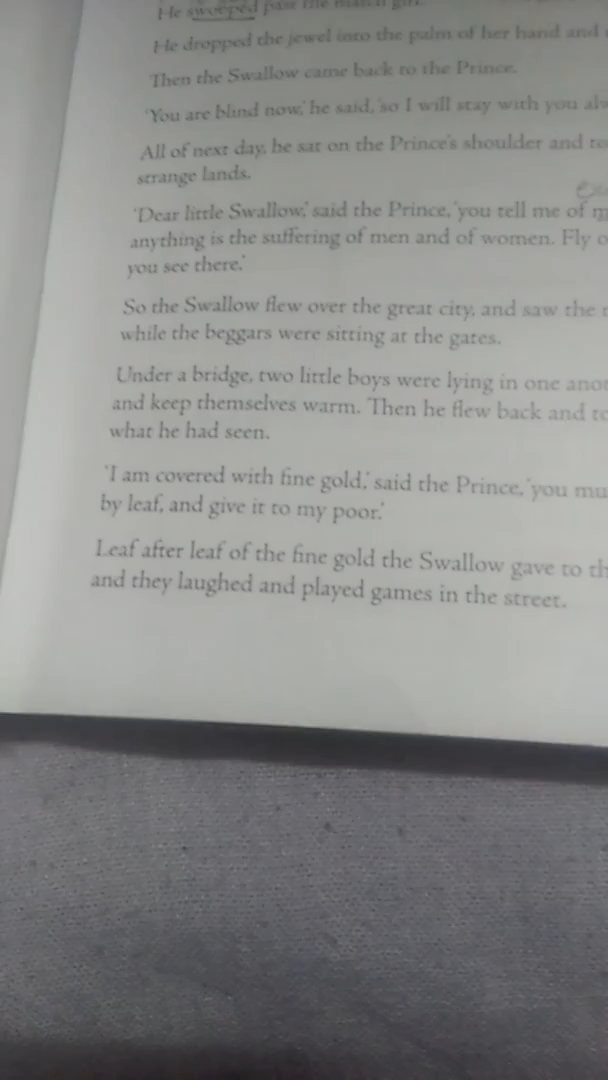 He swooped past the match girl.
He dropped the jewel into the palm of her hand and
Then the Swallow came back to the Prince.
'You are blind now,' he said, 'so I will stay with you
All of next day, he sat on the Prince's shoulder and
strange lands.
'Dear little Swallow,' said the Prince, 'you tell me of
anything is the suffering of men and of women. Fly
you see there.'
So the Swallow flew over the great city, and saw the
while the beggars were sitting at the gates.
Under a bridge, two little boys were lying in one
and keep themselves warm. Then he flew back and
what he had seen.
'I am covered with fine gold,' said the Prince, 'you
by leaf, and give it to my poor.'
Leaf after leaf of the fine gold the Swallow gave to
and they laughed and played games in the street.